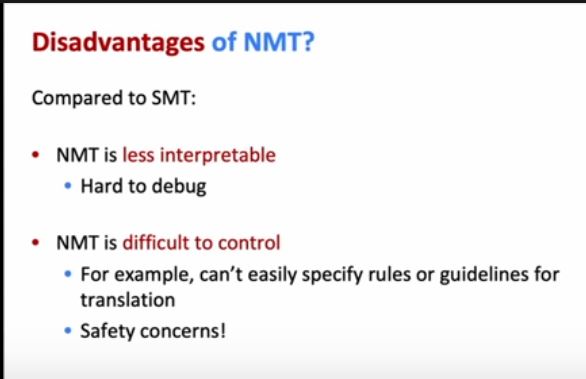 Disadvantages of NMT?
Compared to SMT:
• NMT is less interpretable
• Hard to debug
• NMT is difficult to control
• For example, can't easily specify rules or guidelines for
translation
• Safety concerns!